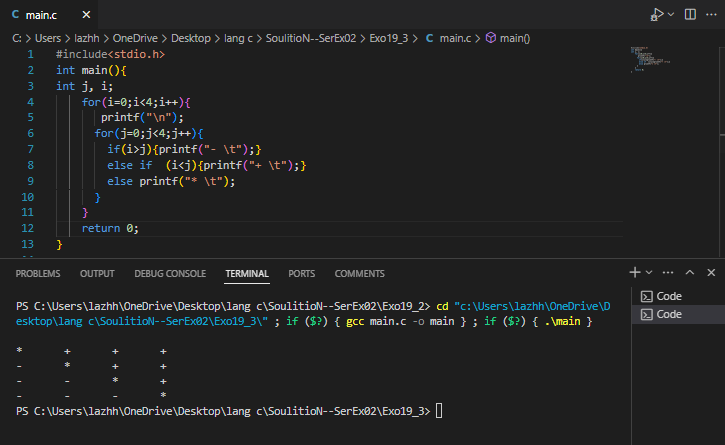 C main.c ×
C: > Users > lazhh > OneDrive > Desktop > lang c > SoulitioN--SerEx02 > Exo19_3 > C main.c > main()
1 #include<stdio.h>
2 int main(){
3 int j, i;
4 for(i=0;i<4;i++){
5 printf("\n");
6 for(j=0;j<4;j++){
7 if(i>j){printf("- \t");}
8 else if  (i<j){printf("+ \t");}
9 else printf("* \t");
10 }
11 }
12 return 0;
13 }
PROBLEMS OUTPUT DEBUG CONSOLE TERMINAL PORTS COMMENTS
PS C:\Users\lazhh\OneDrive\Desktop\lang c\SoulitioN--SerEx02\Exo19_2> cd "c:\Users\lazhh\OneDrive\D
esktop\lang c\SoulitioN--SerEx02\Exo19_3\" ; if ($?) { gcc main.c -o main } ; if ($?) { .\main }
* + + +
- * + +
- - * +
- - - *
PS C:\Users\lazhh\OneDrive\Desktop\lang c\SoulitioN--SerEx02\Exo19_3>
Code
Code